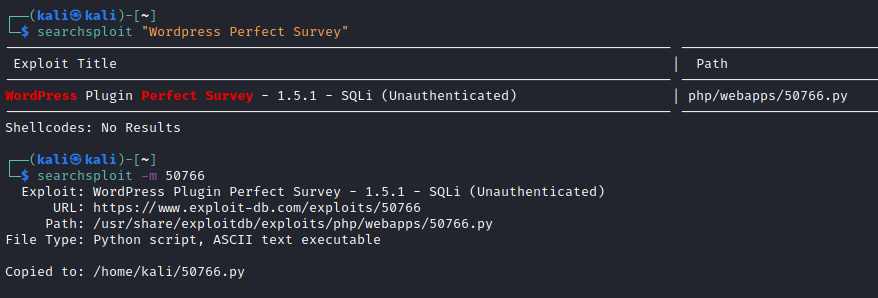 (kali㉿kali)-[~]
$ searchsploit "Wordpress Perfect Survey"
Exploit Title | Path
WordPress Plugin Perfect Survey - 1.5.1 - SQLi (Unauthenticated) | php/webapps/50766.py
Shellcodes: No Results
(kali㉿kali)-[~]
$ searchsploit -m 50766
Exploit: WordPress Plugin Perfect Survey - 1.5.1 - SQLi (Unauthenticated)
URL: https://www.exploit-db.com/exploits/50766
Path: /usr/share/exploitdb/exploits/php/webapps/50766.py
File Type: Python script, ASCII text executable
Copied to: /home/kali/50766.py